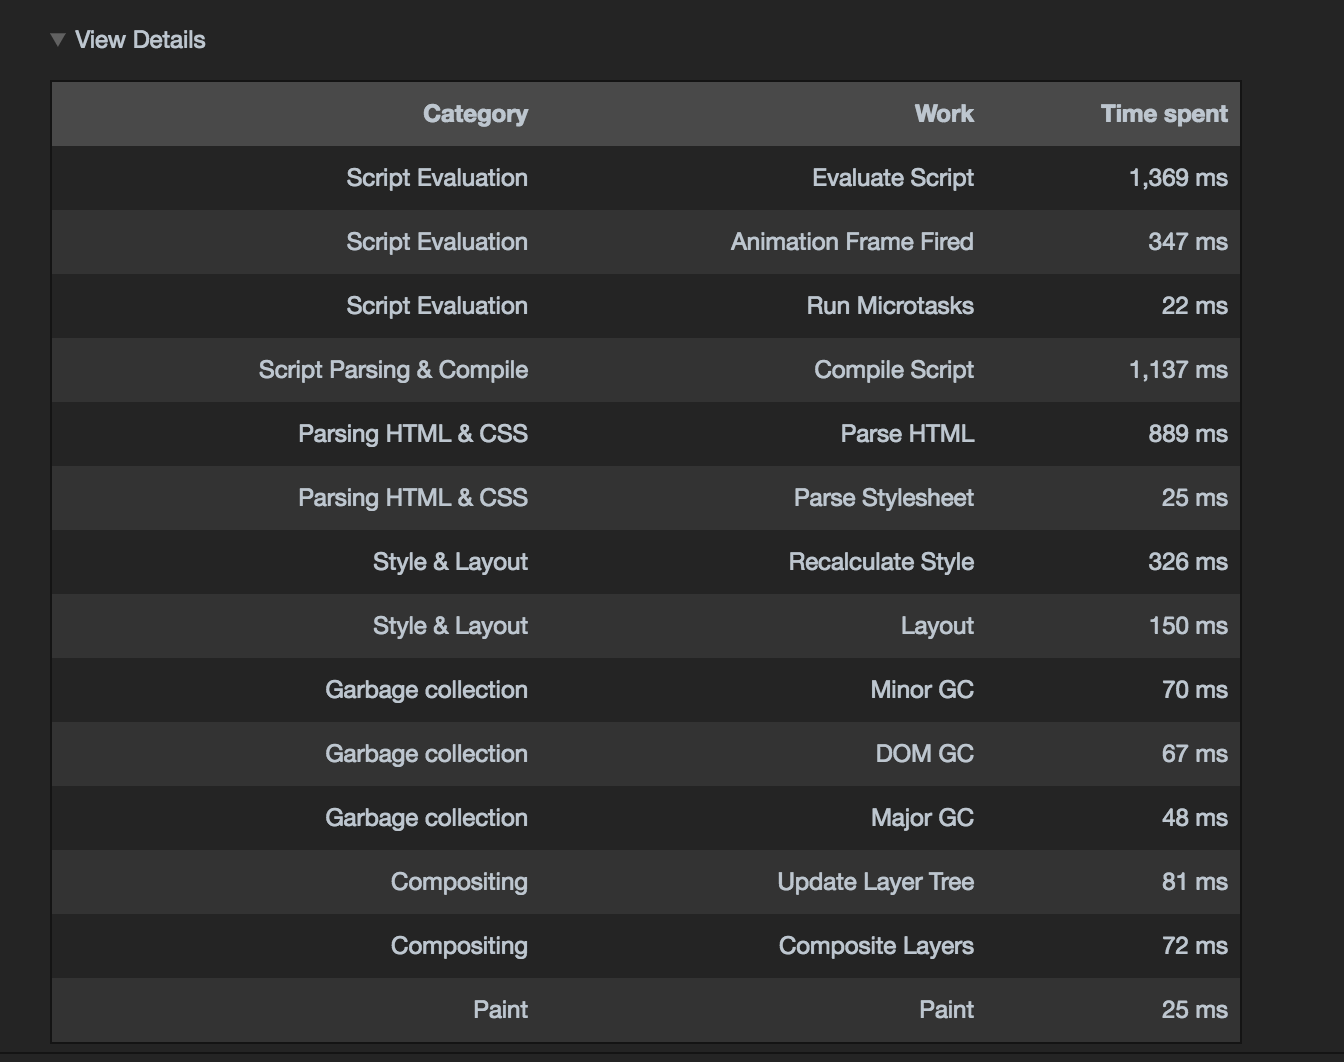 View Details
Category Work Time spent
Script Evaluation Evaluate Script 1,369 ms
Script Evaluation Animation Frame Fired 347 ms
Script Evaluation Run Microtasks 22 ms
Script Parsing & Compile Compile Script 1,137 ms
Parsing HTML & CSS Parse HTML 889 ms
Parsing HTML & CSS Parse Stylesheet 25 ms
Style & Layout Recalculate Style 326 ms
Style & Layout Layout 150 ms
Garbage collection Minor GC 70 ms
Garbage collection DOM GC 67 ms
Garbage collection Major GC 48 ms
Compositing Update Layer Tree 81 ms
Compositing Composite Layers 72 ms
Paint Paint 25 ms